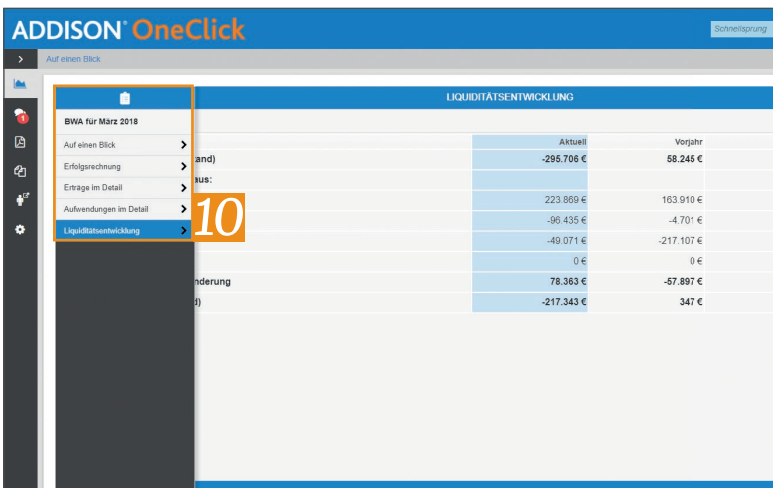 ADDISON® OneClick
Schnellsprung
Auf einen Blick
LIQUIDITÄTSENTWICKLUNG
BWA für März 2018
Aktuell Vorjahr
Auf einen Blick
and) -295.706 € 58.245 €
Erfolgsrechnung
aus:
Erträge im Detail
223.869 € 163.910 €
Aufwendungen im Detail
-96.435 € -4.701 €
Liquiditätsentwicklung
10
-49.071 € -217.107 €
0 € 0 €
nderung 78.363 € -57.897 €
d) -217.343 € 347 €
1